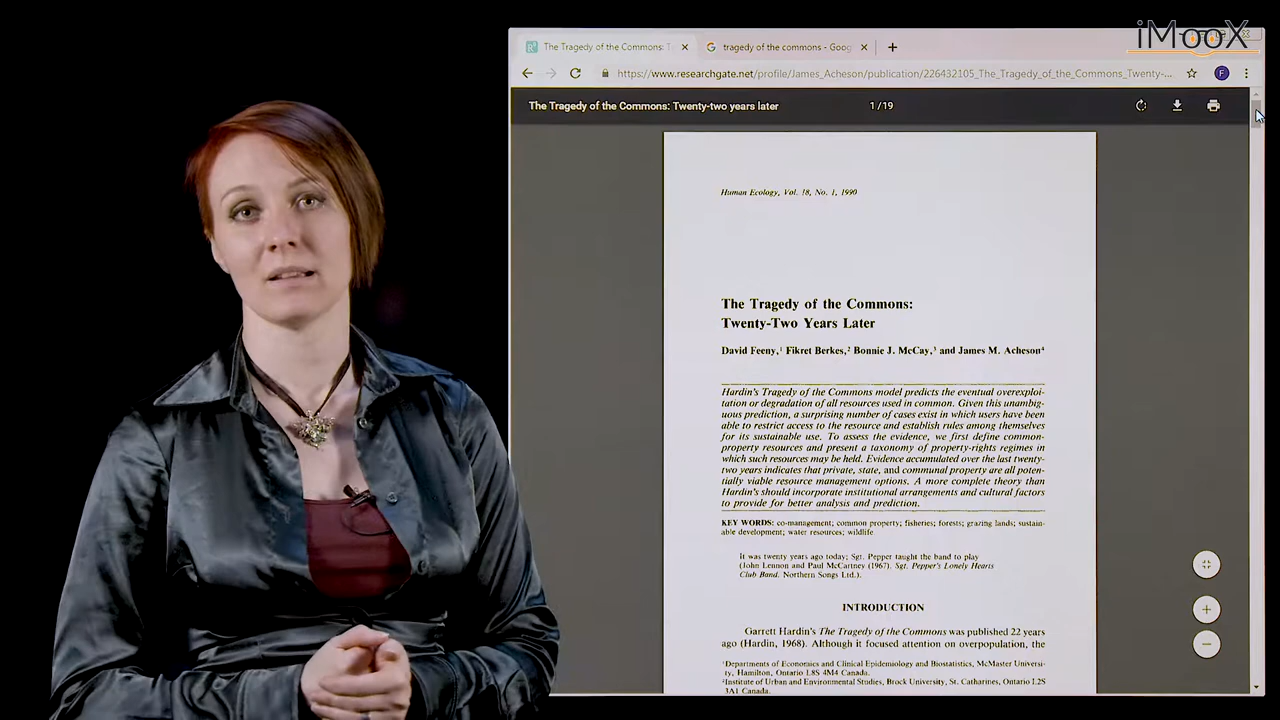 iMooX
The Tragedy of the Commons: T
tragedy of the commons - Goog
https://www.researchgate.net/profile/James_Acheson/publication/226432105_The_Tragedy_of_the_Commons_Twenty-...
F
The Tragedy of the Commons: Twenty-two years later
1 / 19
Human Ecology, Vol. 18, No. 1, 1990
The Tragedy of the Commons:
Twenty-Two Years Later
David Feeny,¹ Fikret Berkes,² Bonnie J. McCay,³ and James M. Acheson⁴
Hardin's Tragedy of the Commons model predicts the eventual overexploi-
tation or degradation of all resources used in common. Given this unambig-
uous prediction, a surprising number of cases exist in which users have been
able to restrict access to the resource and establish rules among themselves
for its sustainable use. To assess the evidence, we first define common-
property resources and present a taxonomy of property-rights regimes in
which such resources may be held. Evidence accumulated over the last twenty-
two years indicates that private, state, and communal property are all poten-
tially viable resource management options. A more complete theory than
Hardin's should incorporate institutional arrangements and cultural factors
to provide for better analysis and prediction.
KEY WORDS: co-management; common property; fisheries; forests; grazing lands; sustain-
able development; water resources; wildlife.
It was twenty years ago today; Sgt. Pepper taught the band to play
(John Lennon and Paul McCartney (1967). Sgt. Pepper's Lonely Hearts
Club Band. Northern Songs Ltd.).
INTRODUCTION
Garrett Hardin's The Tragedy of the Commons was published 22 years
ago (Hardin, 1968). Although it focused attention on overpopulation, the
¹Departments of Economics and Clinical Epidemiology and Biostatistics, McMaster Universi-
ty, Hamilton, Ontario L8S 4M4 Canada.
²Institute of Urban and Environmental Studies, Brock University, St. Catharines, Ontario L2S
3A1 Canada.